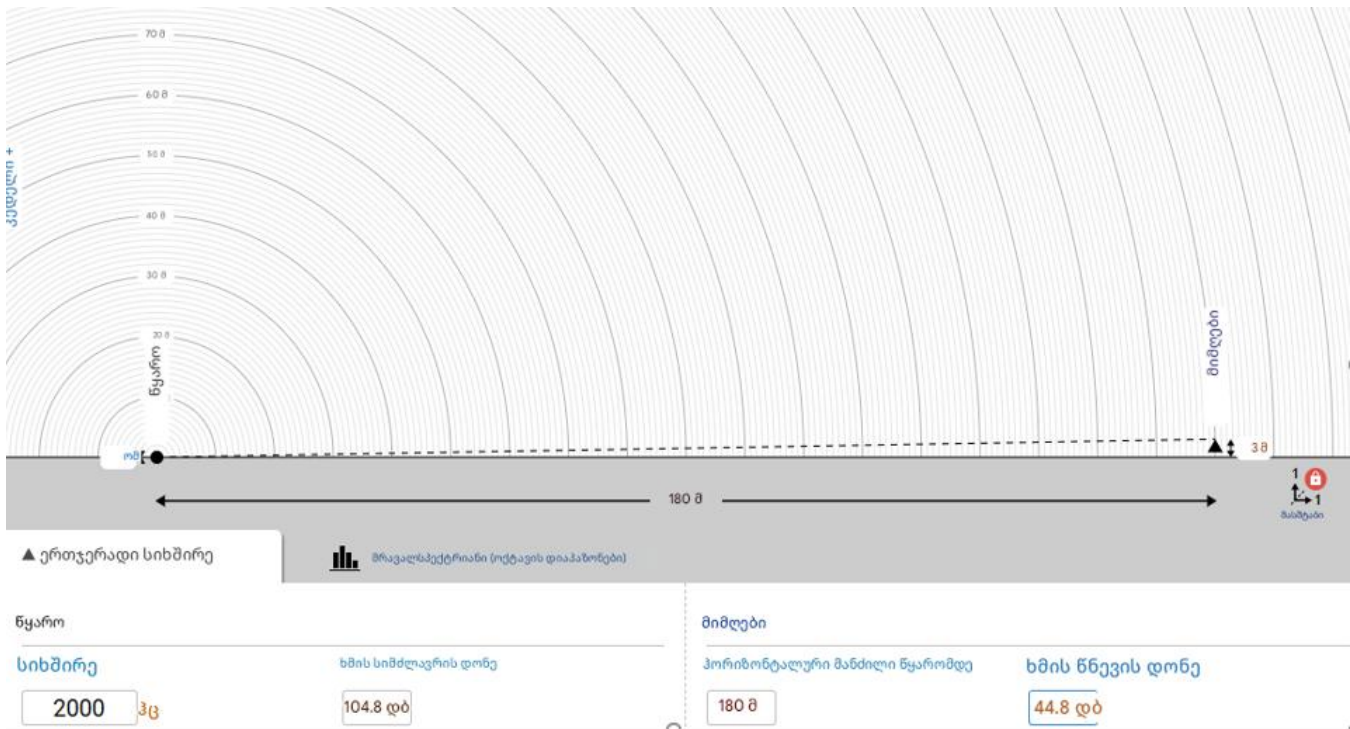 70 მ
60 მ
50 მ
კედელი +
40 მ
30 მ
20 მ
წყარო
მიმღები
0მ
3 მ
180 მ
1
1
მასშტაბი
▲ ერთჯერადი სიხშირე
მრავალსპექტრიანი (ოქტავის დიაპაზონები)
წყარო
მიმღები
სიხშირე
ხმის სიმძლავრის დონე
ჰორიზონტალური მანძილი წყარომდე
ხმის წნევის დონე
2000 ჰც
104.8 დბ
180 მ
44.8 დბ